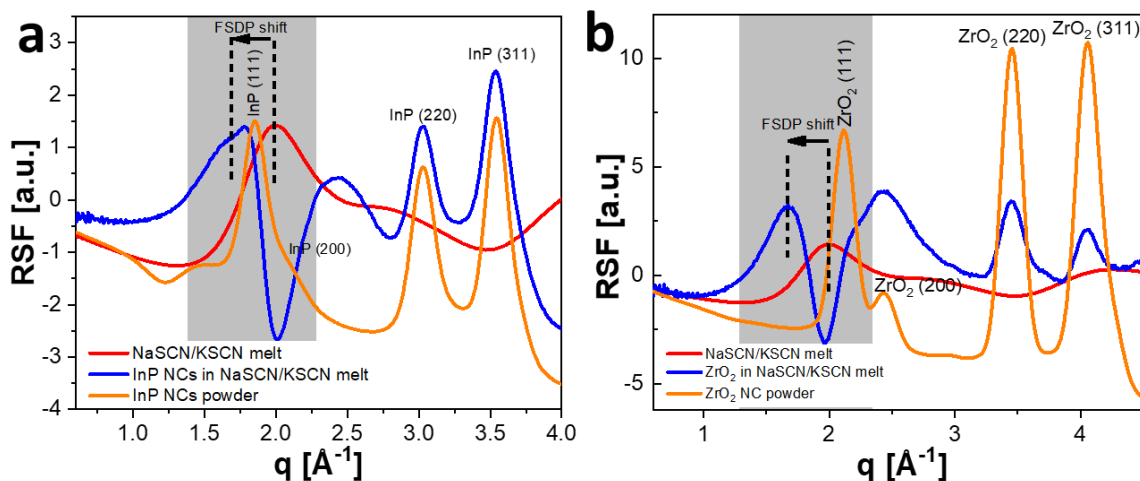 a
FSDP shift
InP (111)
InP (200)
InP (220)
InP (311)
RSF [a.u.]
3
2
1
0
-1
-2
-3
-4
NaSCN/KSCN melt
InP NCs in NaSCN/KSCN melt
InP NCs powder
1.0 1.5 2.0 2.5 3.0 3.5 4.0
q [Å⁻¹]
b
FSDP shift
ZrO₂ (111)
ZrO₂ (200)
ZrO₂ (220)
ZrO₂ (311)
RSF [a.u.]
10
5
0
-5
NaSCN/KSCN melt
ZrO₂ in NaSCN/KSCN melt
ZrO₂ NC powder
1 2 3 4
q [Å⁻¹]